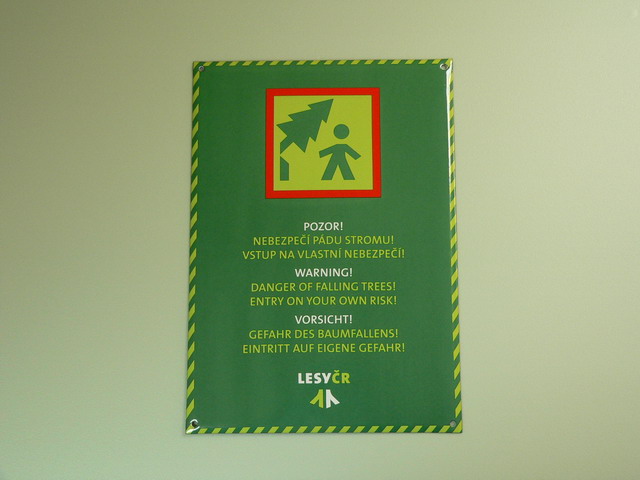 POZOR!
NEBEZPEČÍ PÁDU STROMU!
VSTUP NA VLASTNÍ NEBEZPEČÍ!
WARNING!
DANGER OF FALLING TREES!
ENTRY ON YOUR OWN RISK!
VORSICHT!
GEFAHR DES BAUMFALLENS!
EINTRITT AUF EIGENE GEFAHR!
LESYČR